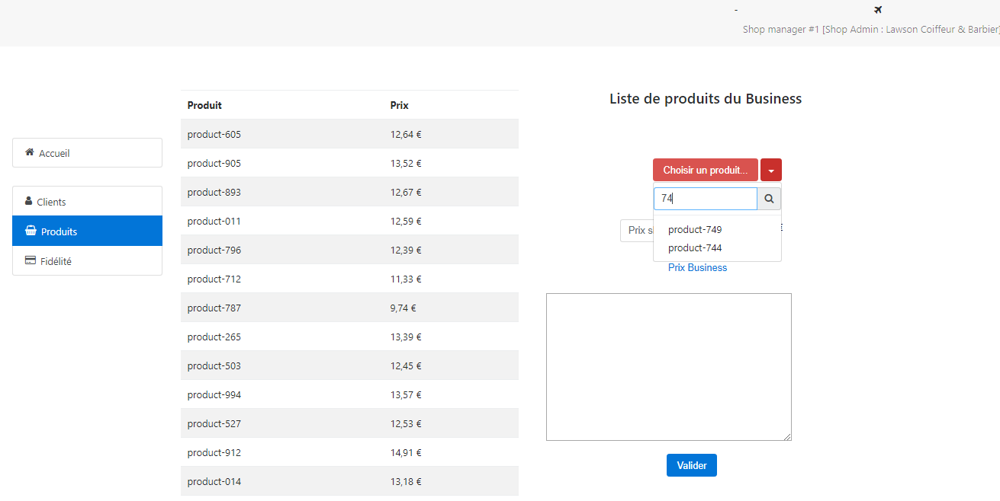 -
Shop manager #1 [Shop Admin : Lawson Coiffeur & Barbier]
Accueil
Clients
Produits
Fidélité
Produit Prix
product-605 12,64 €
product-905 13,52 €
product-893 12,67 €
product-011 12,59 €
product-796 12,39 €
product-712 11,33 €
product-787 9,74 €
product-265 13,39 €
product-503 12,45 €
product-994 13,57 €
product-527 12,53 €
product-912 14,91 €
product-014 13,18 €
Liste de produits du Business
Choisir un produit...
74
product-749
product-744
Prix
Prix Business
Valider